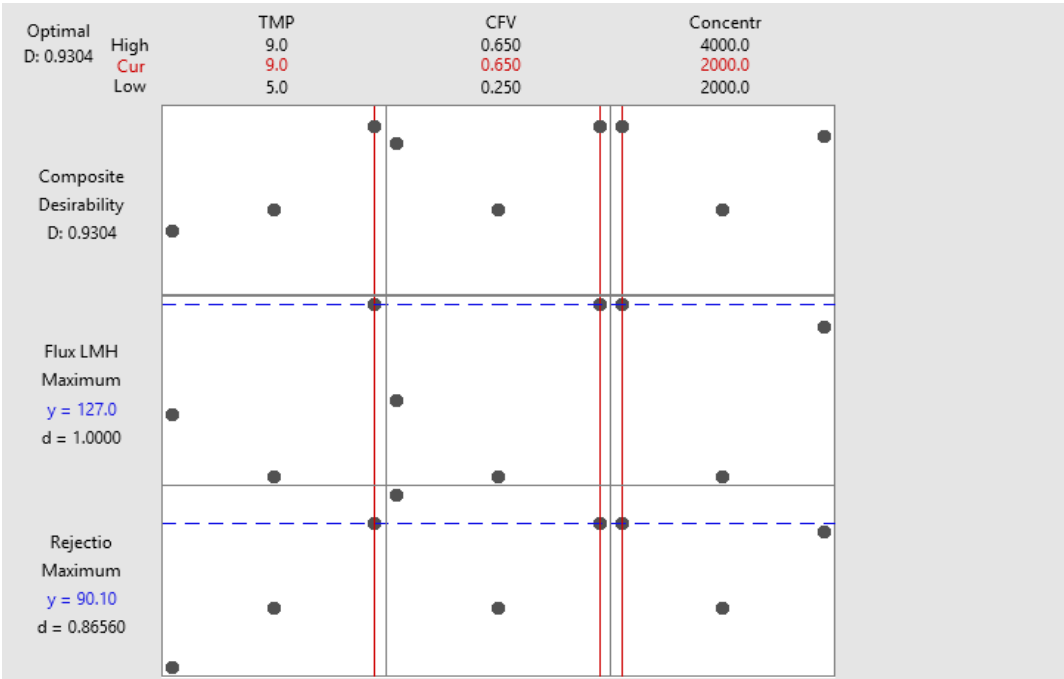 Optimal
D: 0.9304
TMP CFV Concentr
High 9.0 0.650 4000.0
Cur 9.0 0.650 2000.0
Low 5.0 0.250 2000.0
Composite
Desirability
D: 0.9304
Flux LMH
Maximum
y = 127.0
d = 1.0000
Rejectio
Maximum
y = 90.10
d = 0.86560